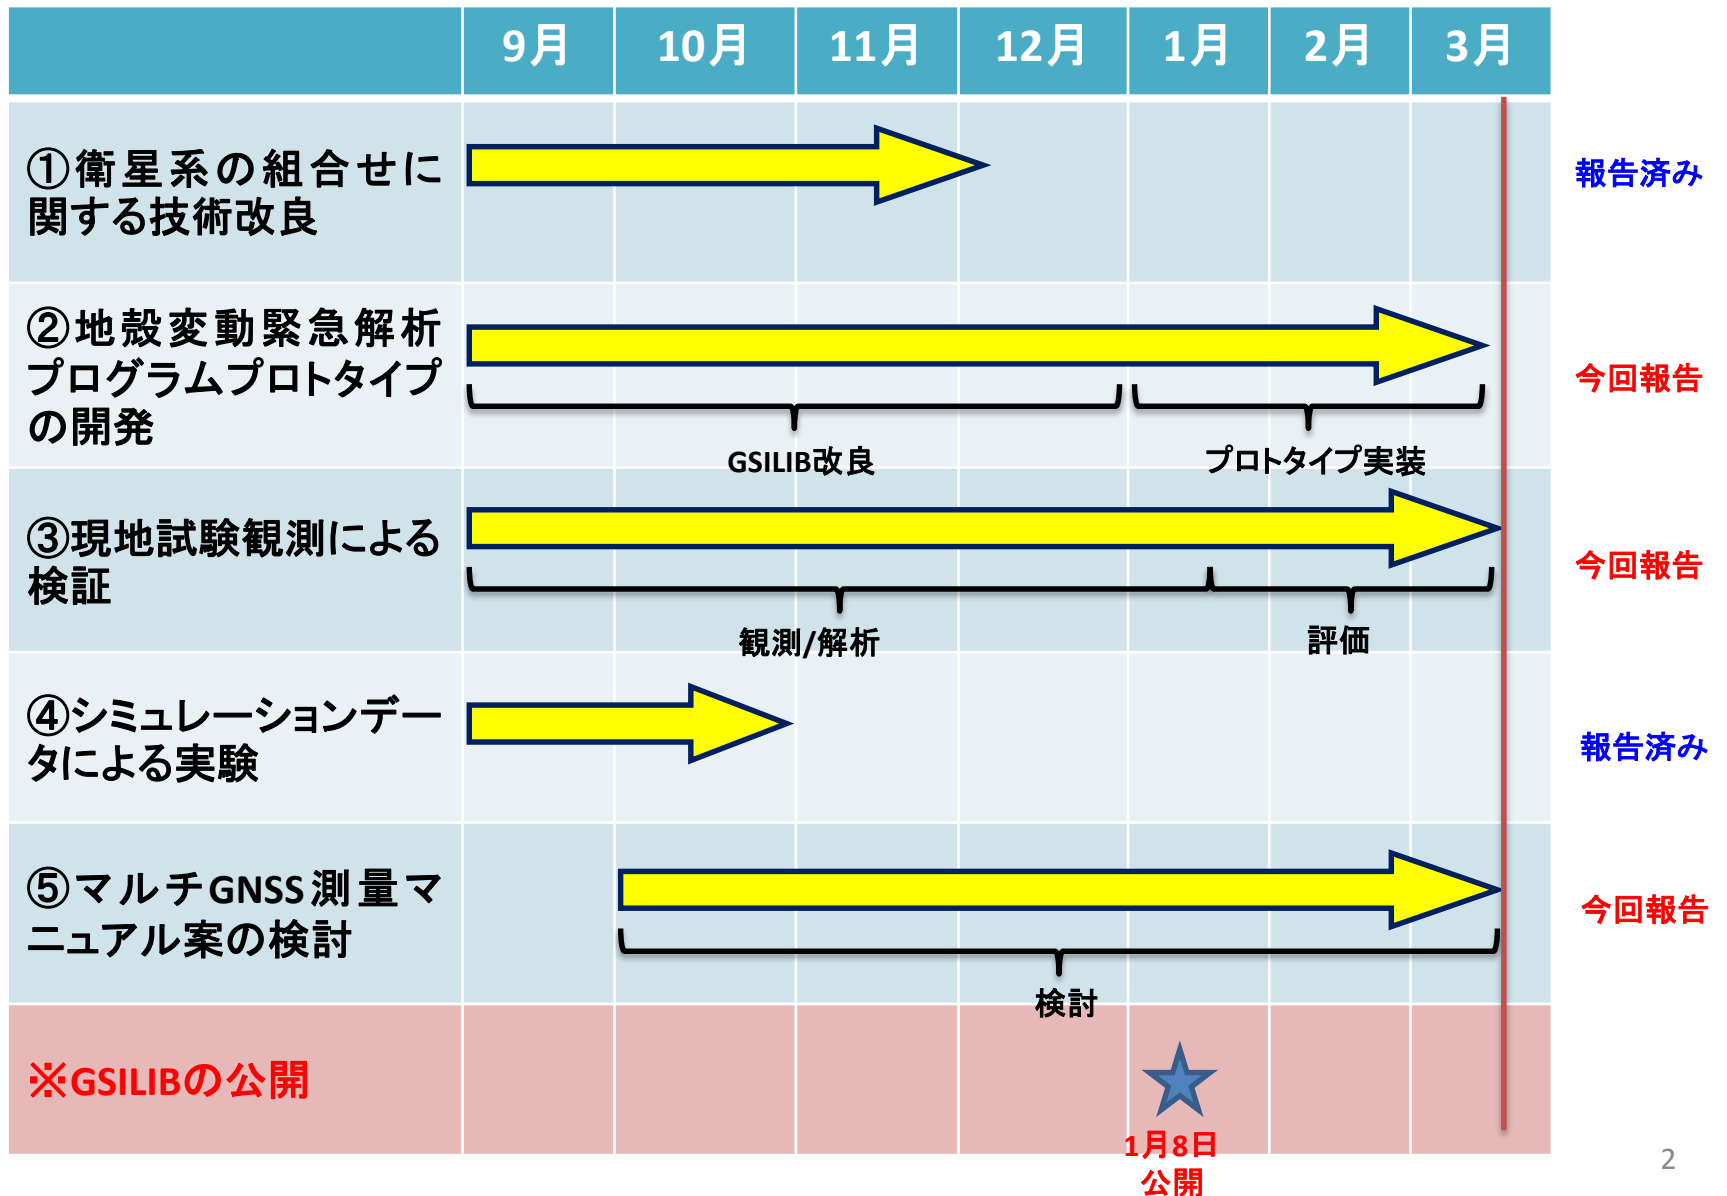 9月 10月 11月 12月 1月 2月 3月
①衛星系の組合せに
関する技術改良
報告済み
②地殻変動緊急解析
プログラムプロトタイプ
の開発
今回報告
GSILIB改良
プロトタイプ実装
③現地試験観測による
検証
今回報告
観測/解析
評価
④シミュレーションデー
タによる実験
報告済み
⑤マルチGNSS測量マ
ニュアル案の検討
今回報告
検討
※GSILIBの公開
1月8日
公開
2